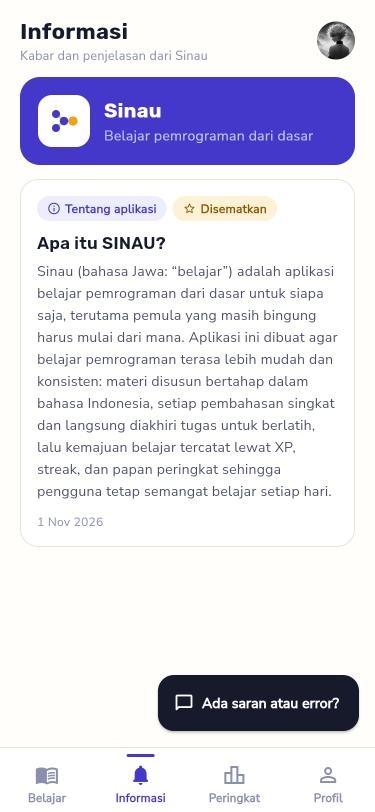 Informasi
Kabar dan penjelasan dari Sinau
Sinau
Belajar pemrograman dari dasar
Tentang aplikasi
Disematkan
Apa itu SINAU?
Sinau (bahasa Jawa: “belajar”) adalah aplikasi
belajar pemrograman dari dasar untuk siapa
saja, terutama pemula yang masih bingung
harus mulai dari mana. Aplikasi ini dibuat agar
belajar pemrograman terasa lebih mudah dan
konsisten: materi disusun bertahap dalam
bahasa Indonesia, setiap pembahasan singkat
dan langsung diakhiri tugas untuk berlatih,
lalu kemajuan belajar tercatat lewat XP,
streak, dan papan peringkat sehingga
pengguna tetap semangat belajar setiap hari.
1 Nov 2026
Ada saran atau error?
Belajar
Informasi
Peringkat
Profil